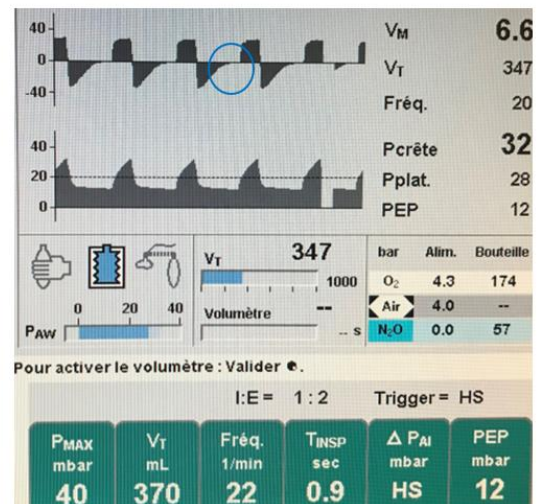 40
0
-40
VM 6.6
VT 347
Fréq. 20
40
20
0
Pcrête 32
Pplat. 28
PEP 12
VT 347
1000
Volumètre --
-- s
0 20 40
PAW
bar Alim. Bouteille
O2 4.3 174
Air 4.0 --
N2O 0.0 57
Pour activer le volumètre : Valider
I:E = 1 : 2 Trigger = HS
PMAX VT Fréq. TINSP Δ PAI PEP
mbar mL 1/min sec mbar mbar
40 370 22 0.9 HS 12